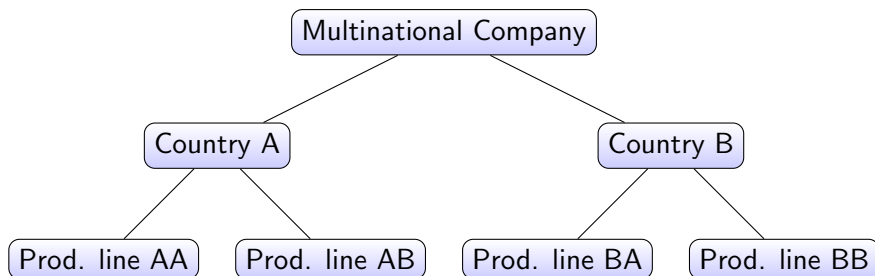 Multinational Company
Country A
Country B
Prod. line AA
Prod. line AB
Prod. line BA
Prod. line BB